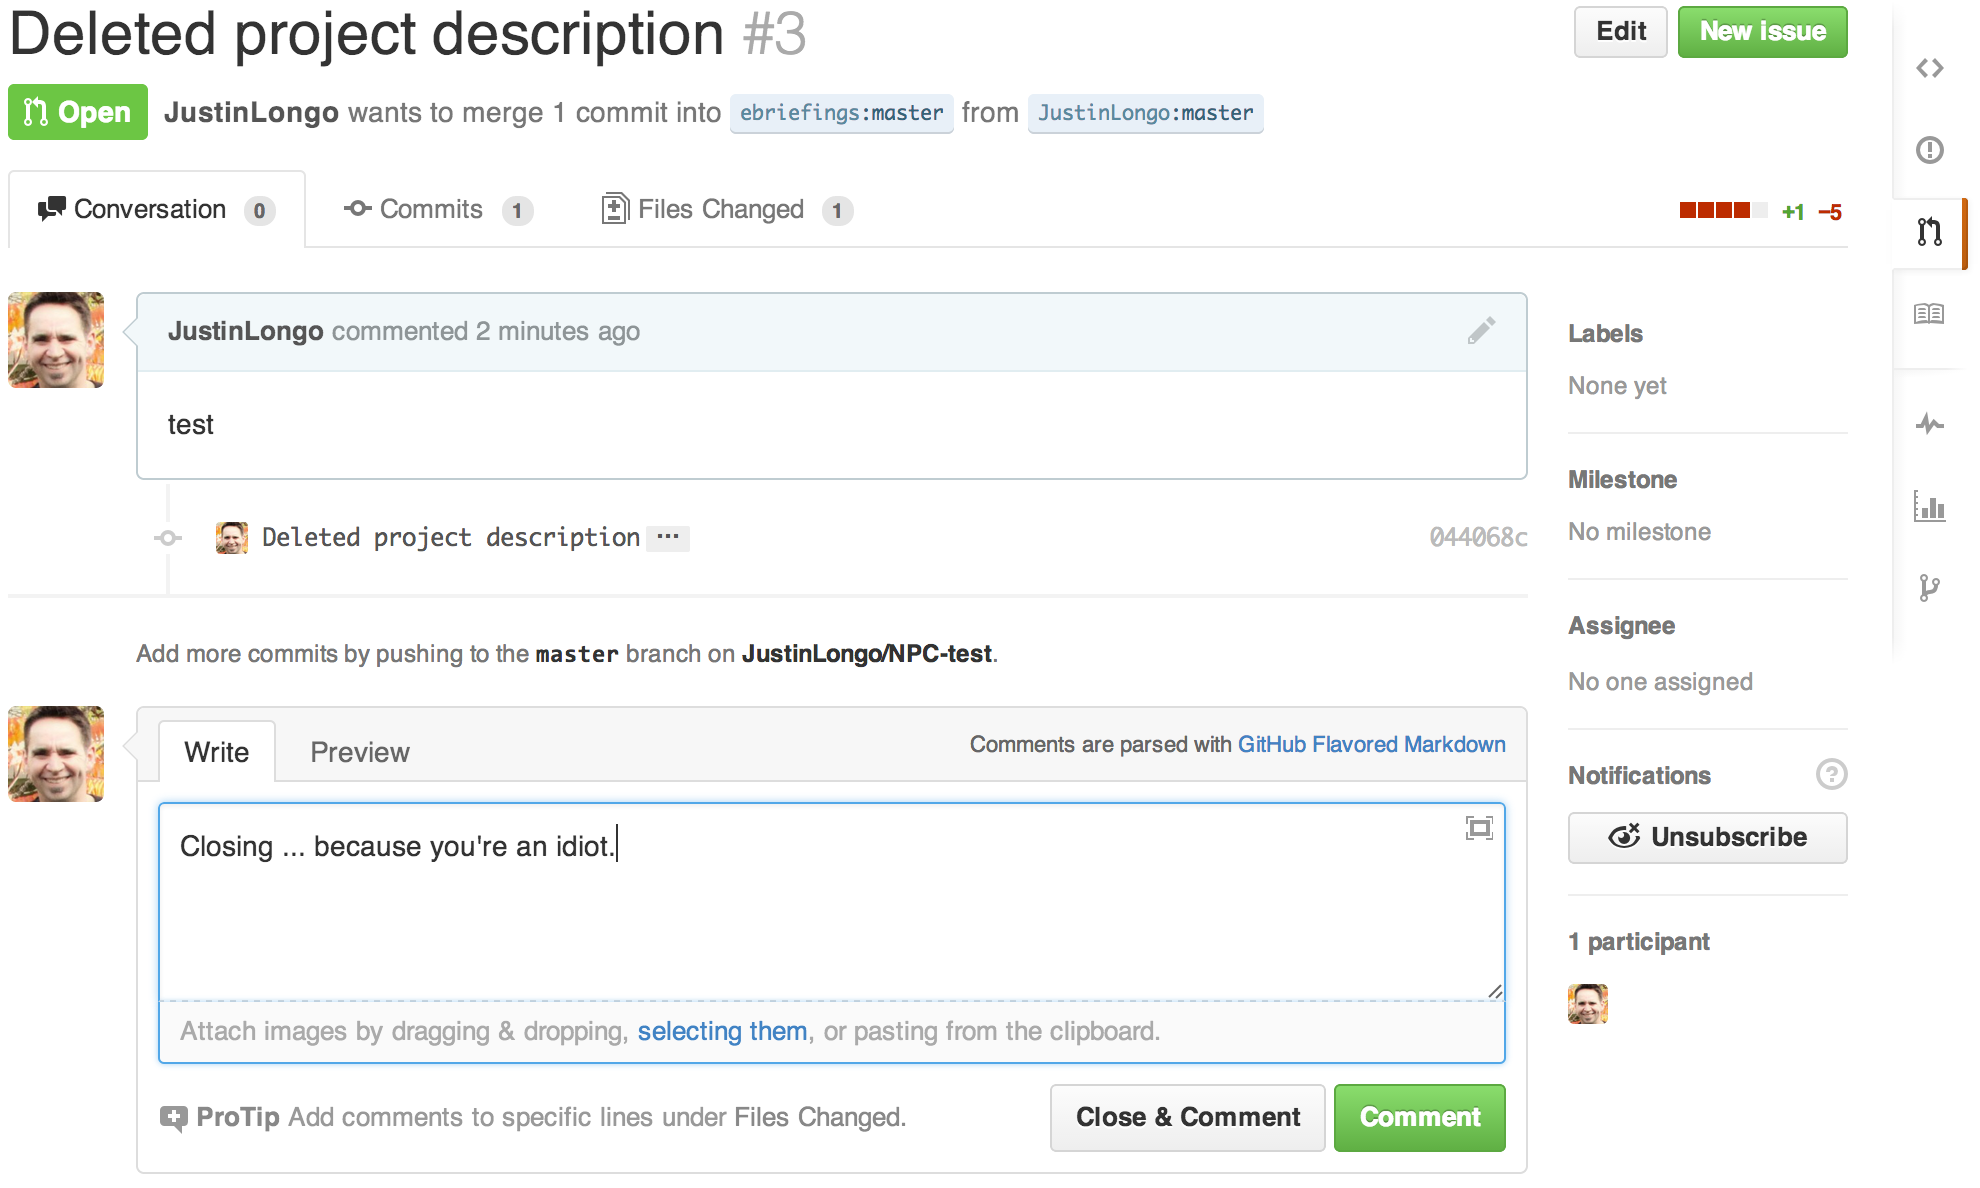 Deleted project description #3
Edit
New issue
Open
JustinLongo wants to merge 1 commit into ebriefings:master from JustinLongo:master
Conversation 0
Commits 1
Files Changed 1
+1 −5
JustinLongo commented 2 minutes ago
test
Deleted project description ...
044068c
Add more commits by pushing to the master branch on JustinLongo/NPC-test.
Write
Preview
Comments are parsed with GitHub Flavored Markdown
Closing ... because you're an idiot.
Attach images by dragging & dropping, selecting them, or pasting from the clipboard.
ProTip Add comments to specific lines under Files Changed.
Close & Comment
Comment
Labels
None yet
Milestone
No milestone
Assignee
No one assigned
Notifications ?
Unsubscribe
1 participant